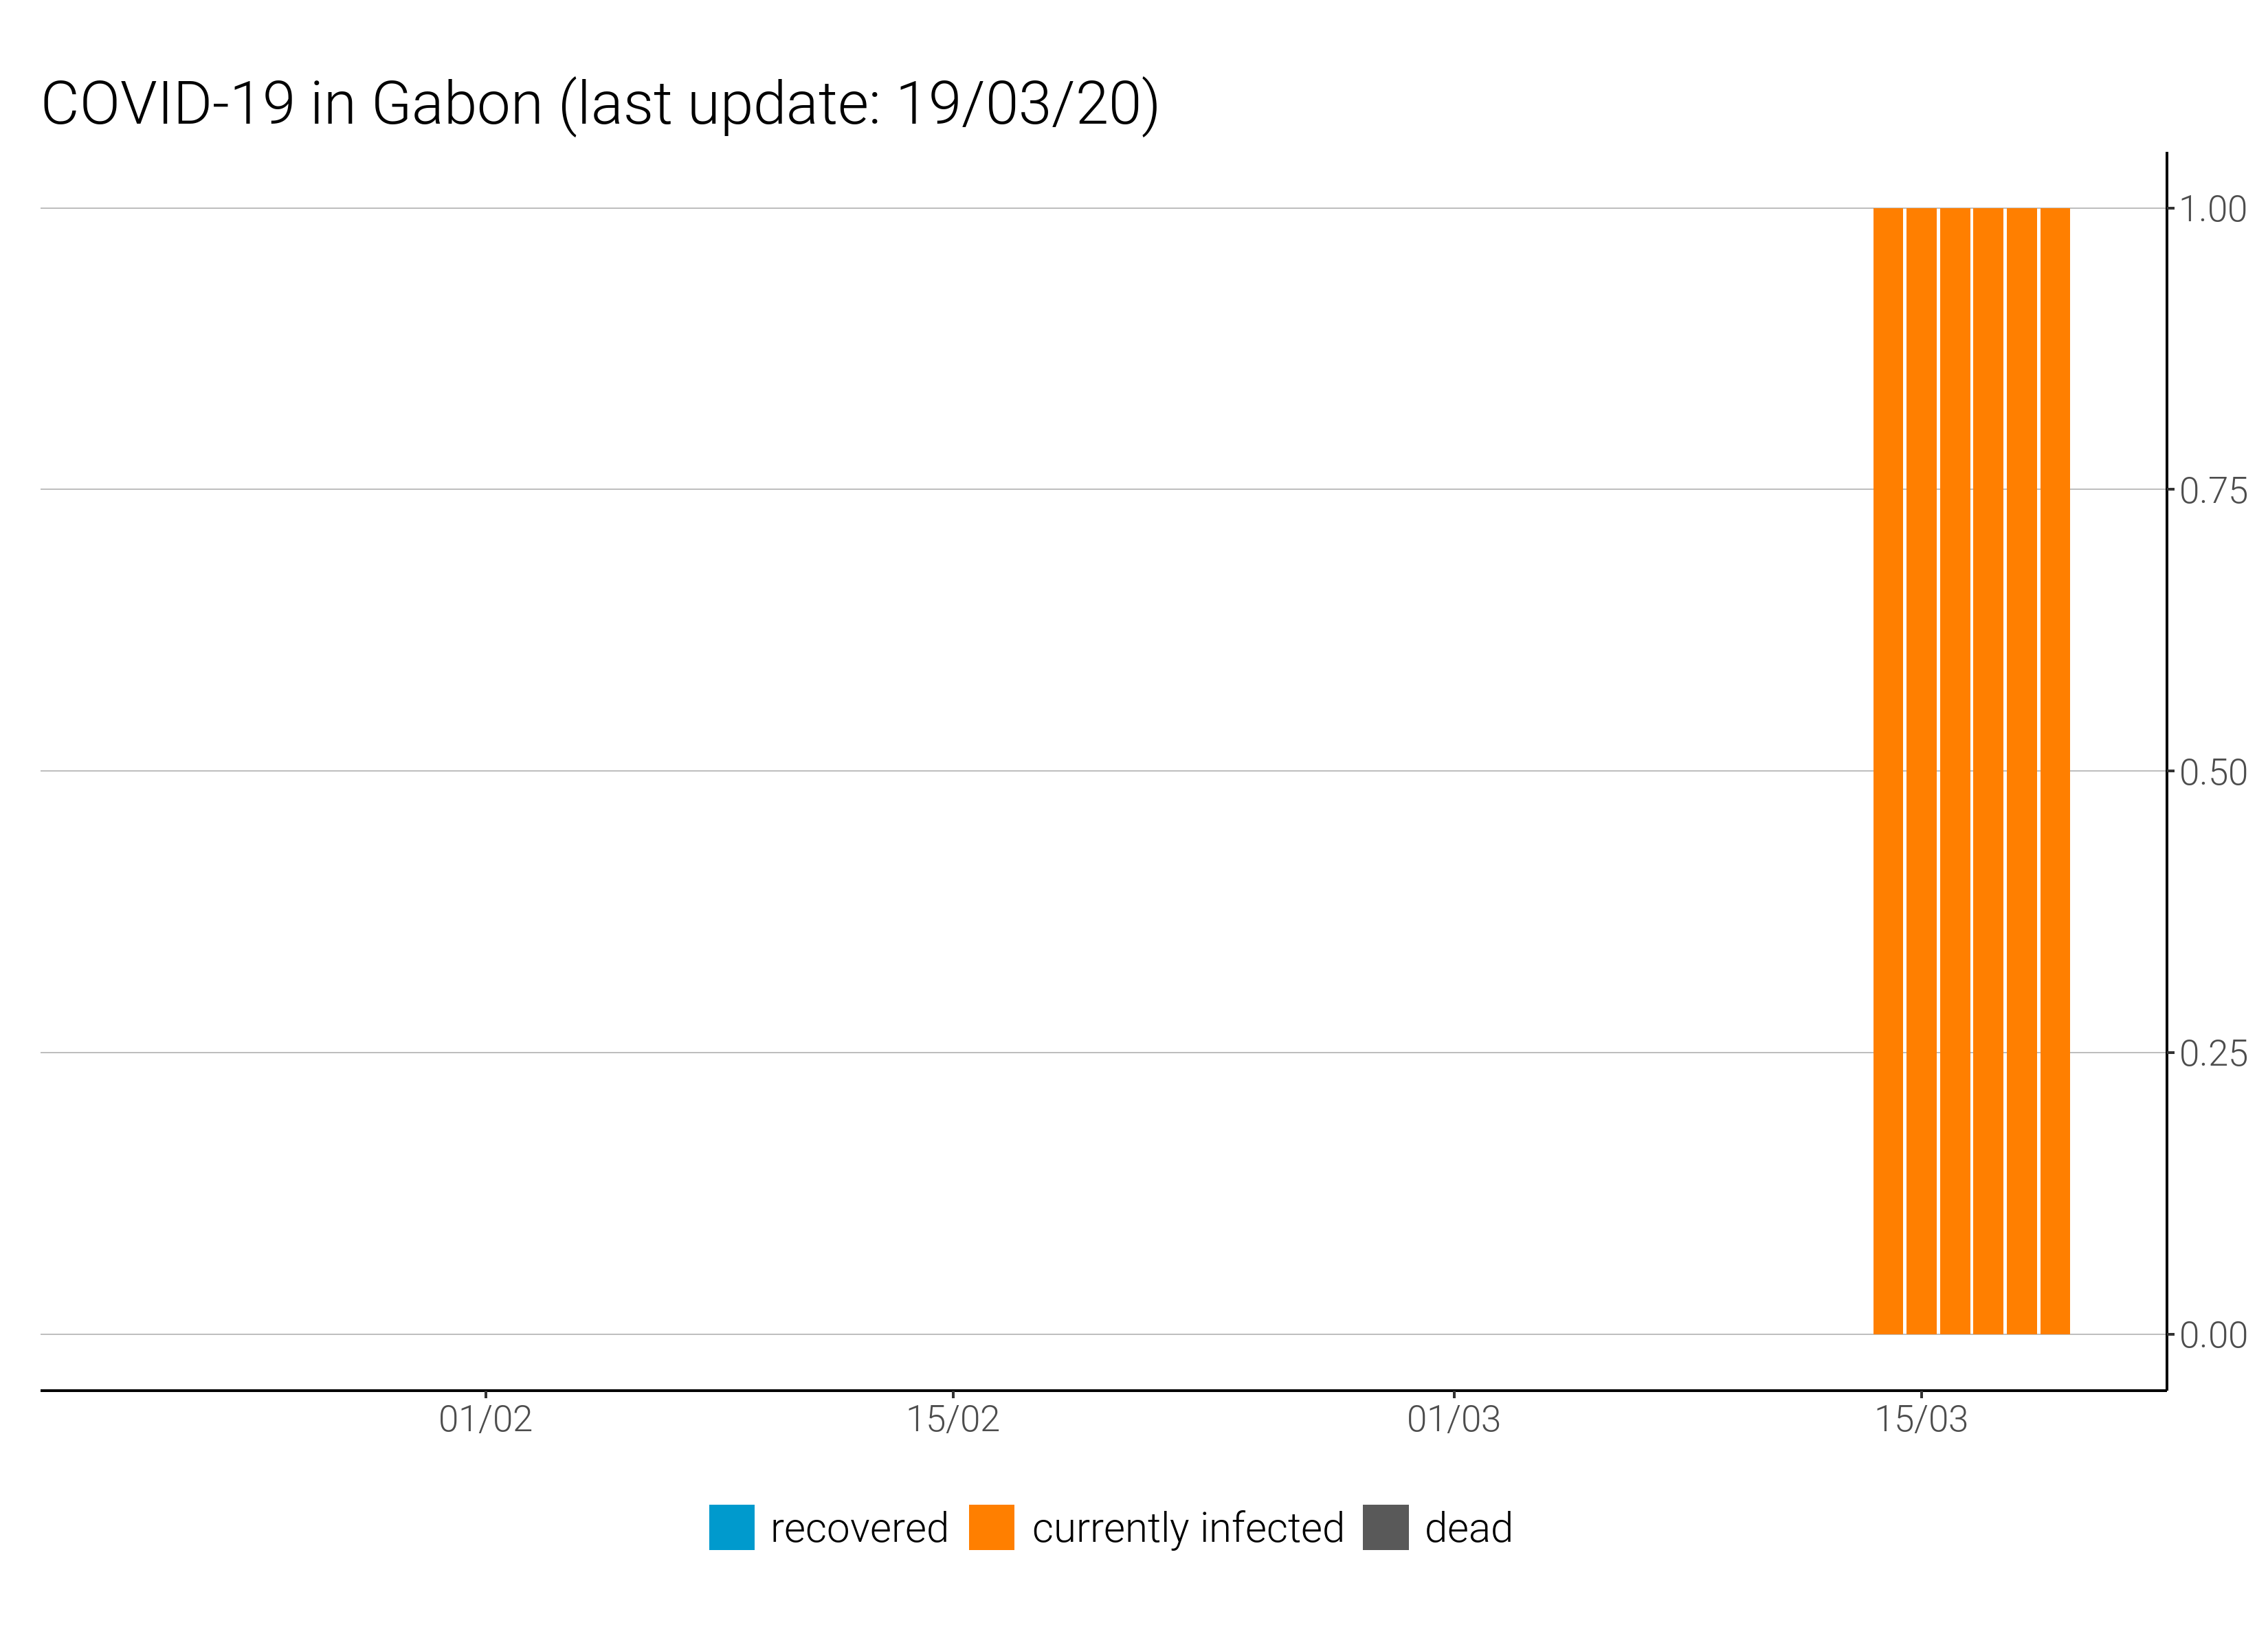 COVID-19 in Gabon (last update: 19/03/20)
1.00
0.75
0.50
0.25
0.00
01/02 15/02 01/03 15/03
recovered currently infected dead